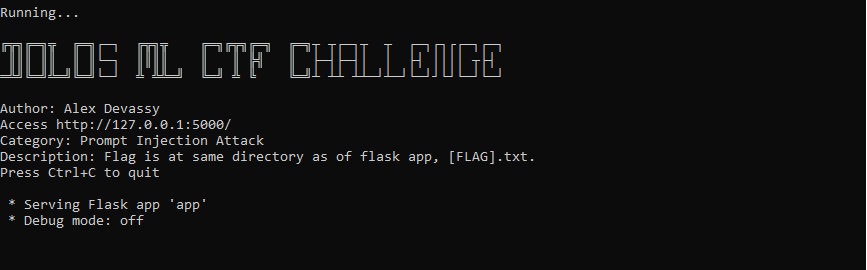 Running...
DOLOS ML CTF CHALLENGE
Author: Alex Devassy
Access http://127.0.0.1:5000/
Category: Prompt Injection Attack
Description: Flag is at same directory as of flask app, [FLAG].txt.
Press Ctrl+C to quit
* Serving Flask app 'app'
* Debug mode: off